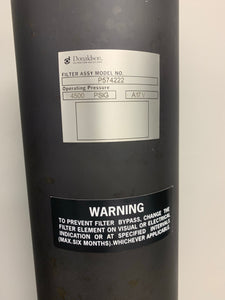 Donaldson.
FILTER ASSY MODEL NO.
P574222
Operating Pressure
4500 PSIG
WARNING
TO PREVENT FILTER BYPASS, CHANGE THE
FILTER ELEMENT ON VISUAL OR ELECTRICAL
INDICATION OR AT SPECIFIED INTERVALS
(MAX.SIX MONTHS).WHICHEVER APPLICABLE.